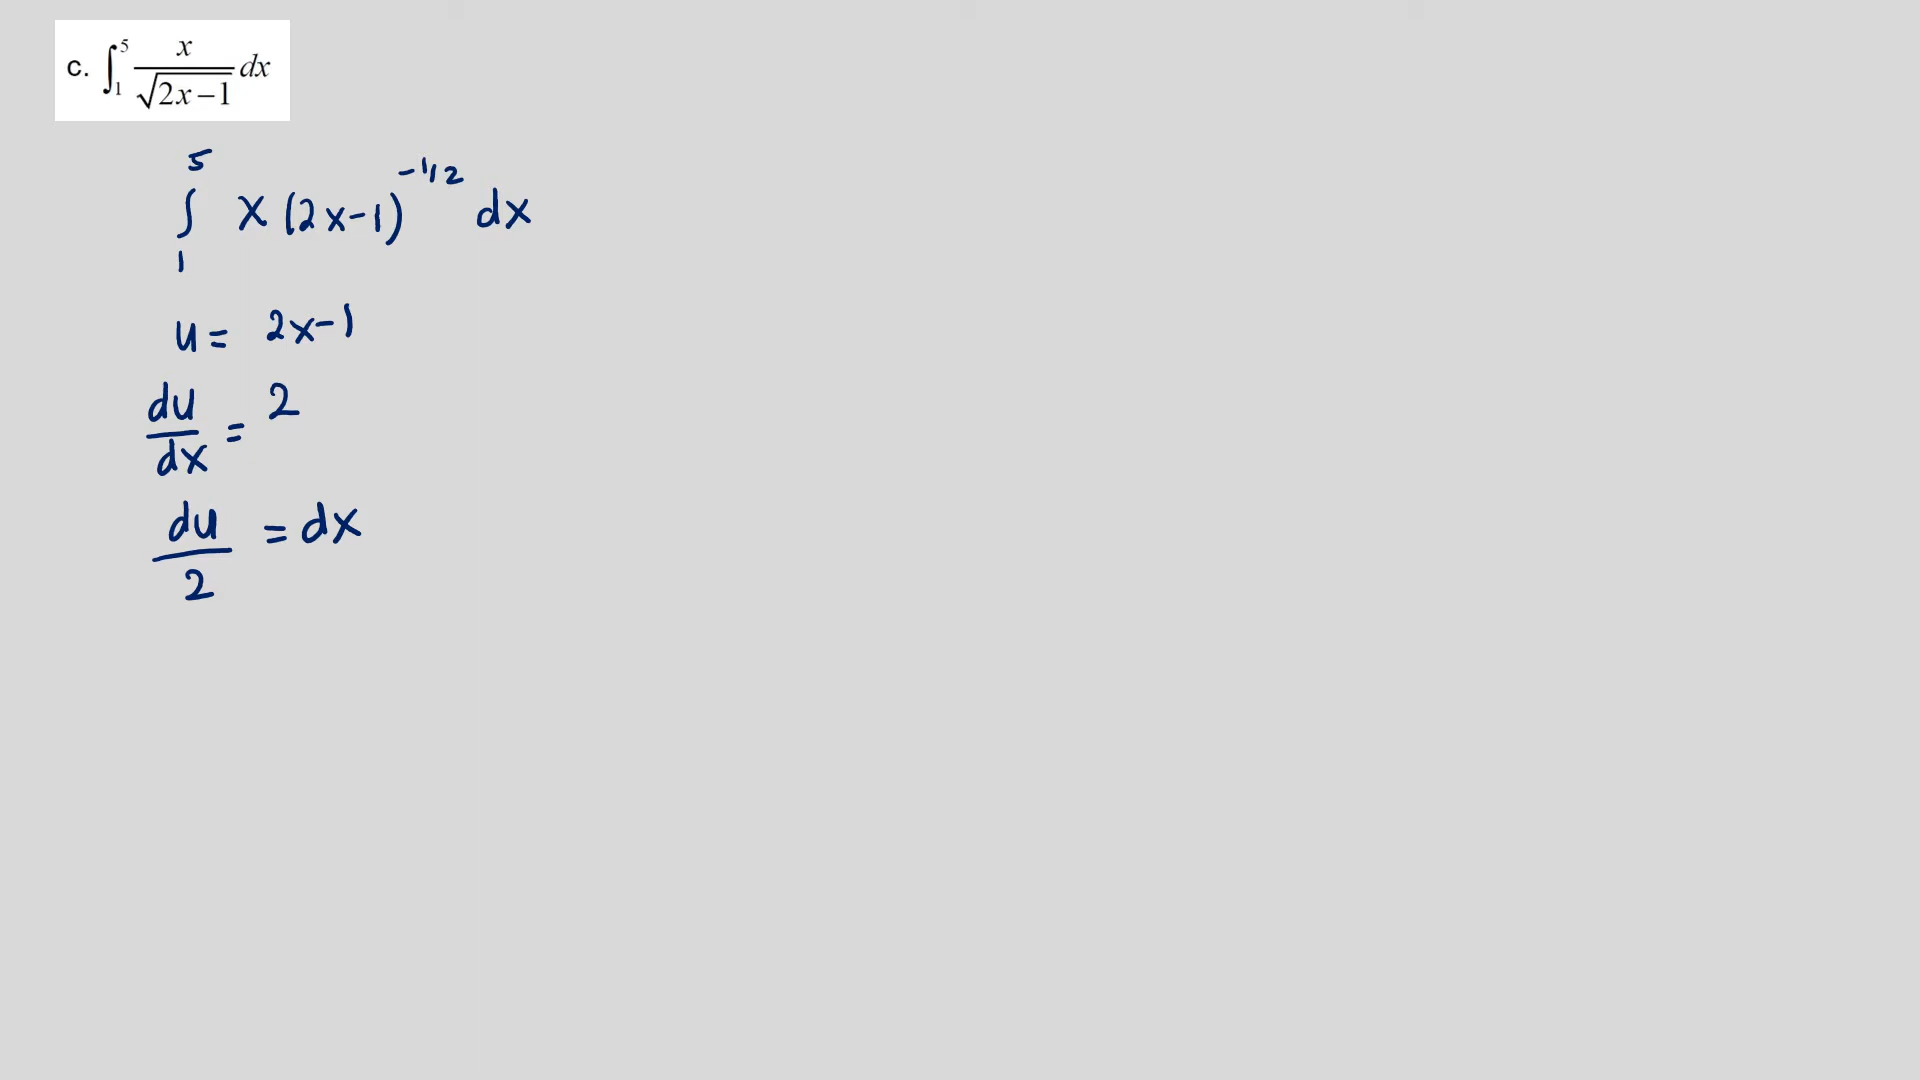 c. ∫₁⁵ x/√(2x−1) dx
∫₁⁵ x(2x-1)^(-1/2) dx
u = 2x-1
du/dx = 2
du/2 = dx